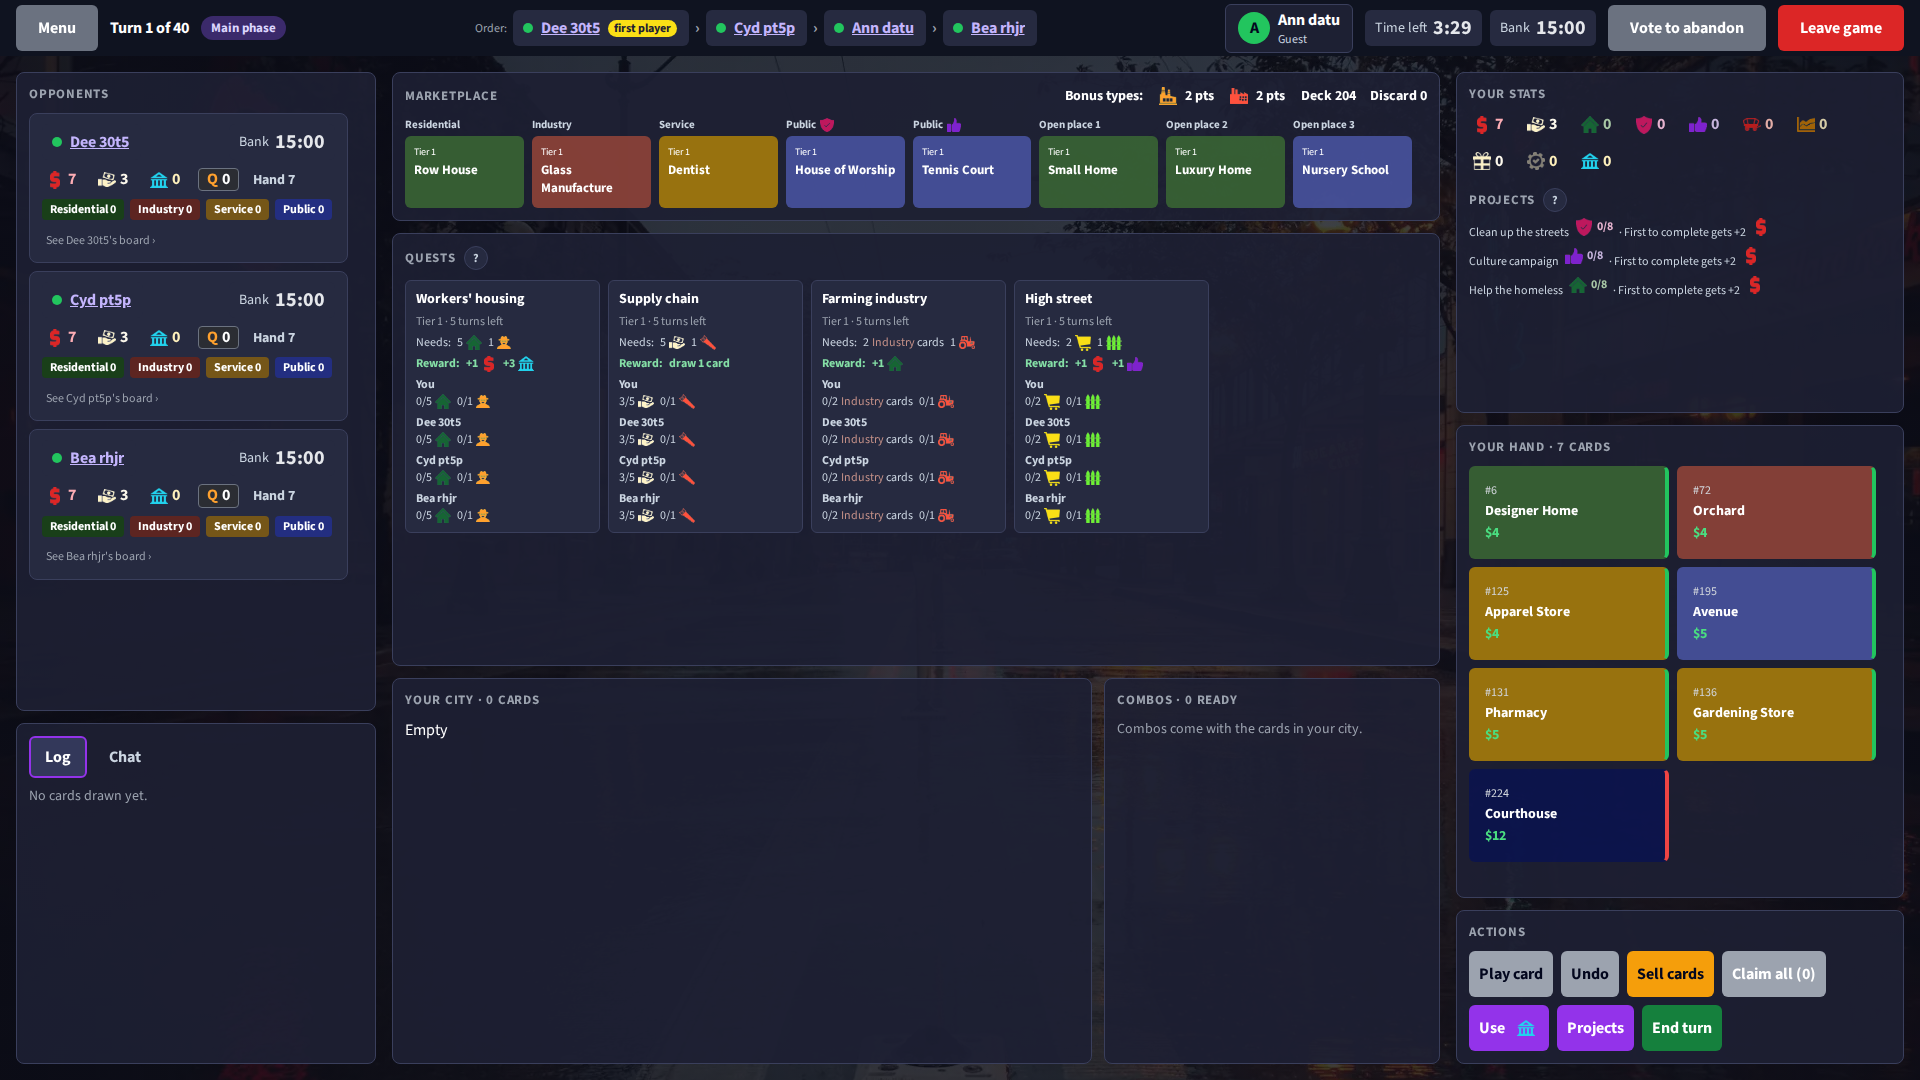 Menu
Turn 1 of 40
Main phase
Order:
Dee 30t5 first player › Cyd pt5p › Ann datu › Bea rhjr
A
Ann datu
Guest
Time left 3:29
Bank 15:00
Vote to abandon
Leave game
OPPONENTS
Dee 30t5 Bank 15:00
7 3 0 Q 0 Hand 7
Residential 0 Industry 0 Service 0 Public 0
See Dee 30t5's board ›
Cyd pt5p Bank 15:00
7 3 0 Q 0 Hand 7
Residential 0 Industry 0 Service 0 Public 0
See Cyd pt5p's board ›
Bea rhjr Bank 15:00
7 3 0 Q 0 Hand 7
Residential 0 Industry 0 Service 0 Public 0
See Bea rhjr's board ›
Log Chat
No cards drawn yet.
MARKETPLACE
Bonus types: 2 pts 2 pts Deck 204 Discard 0
Residential
Tier 1
Row House
Industry
Tier 1
Glass
Manufacture
Service
Tier 1
Dentist
Public
Tier 1
House of Worship
Public
Tier 1
Tennis Court
Open place 1
Tier 1
Small Home
Open place 2
Tier 1
Luxury Home
Open place 3
Tier 1
Nursery School
QUESTS ?
Workers' housing
Tier 1 · 5 turns left
Needs: 5 1
Reward: +1 $ +3
You
0/5 0/1
Dee 30t5
0/5 0/1
Cyd pt5p
0/5 0/1
Bea rhjr
0/5 0/1
Supply chain
Tier 1 · 5 turns left
Needs: 5 1
Reward: draw 1 card
You
3/5 0/1
Dee 30t5
3/5 0/1
Cyd pt5p
3/5 0/1
Bea rhjr
3/5 0/1
Farming industry
Tier 1 · 5 turns left
Needs: 2 Industry cards 1
Reward: +1
You
0/2 Industry cards 0/1
Dee 30t5
0/2 Industry cards 0/1
Cyd pt5p
0/2 Industry cards 0/1
Bea rhjr
0/2 Industry cards 0/1
High street
Tier 1 · 5 turns left
Needs: 2 1
Reward: +1 $ +1
You
0/2 0/1
Dee 30t5
0/2 0/1
Cyd pt5p
0/2 0/1
Bea rhjr
0/2 0/1
YOUR CITY · 0 CARDS
Empty
COMBOS · 0 READY
Combos come with the cards in your city.
YOUR STATS
$ 7 3 0 0 0 0 0
0 0 0
PROJECTS ?
Clean up the streets 0/8 · First to complete gets +2 $
Culture campaign 0/8 · First to complete gets +2 $
Help the homeless 0/8 · First to complete gets +2 $
YOUR HAND · 7 CARDS
#6
Designer Home
$4
#72
Orchard
$4
#125
Apparel Store
$4
#195
Avenue
$5
#131
Pharmacy
$5
#136
Gardening Store
$5
#224
Courthouse
$12
ACTIONS
Play card
Undo
Sell cards
Claim all (0)
Use
Projects
End turn